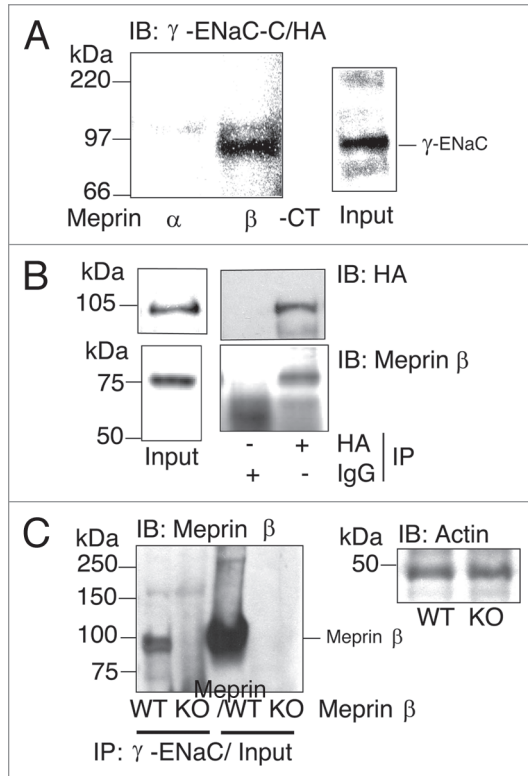 A
IB: γ -ENaC-C/HA
kDa
220
97
66
γ-ENaC
Meprin α β -CT Input
B
kDa
105
IB: HA
kDa
75
50
IB: Meprin β
Input
- + HA
+ - IgG
IP
C
IB: Meprin β
kDa
250
150
100
75
Meprin β
kDa
50
IB: Actin
WT KO
Meprin
WT KO /WT KO Meprin β
IP: γ -ENaC/ Input